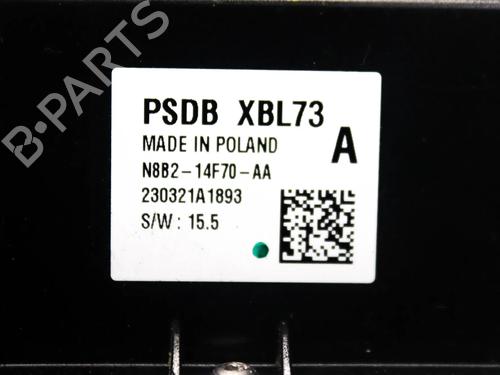 PSDB XBL73
MADE IN POLAND
A
N8B2-14F70-AA
230321A1893
S/W: 15.5
B-Parts